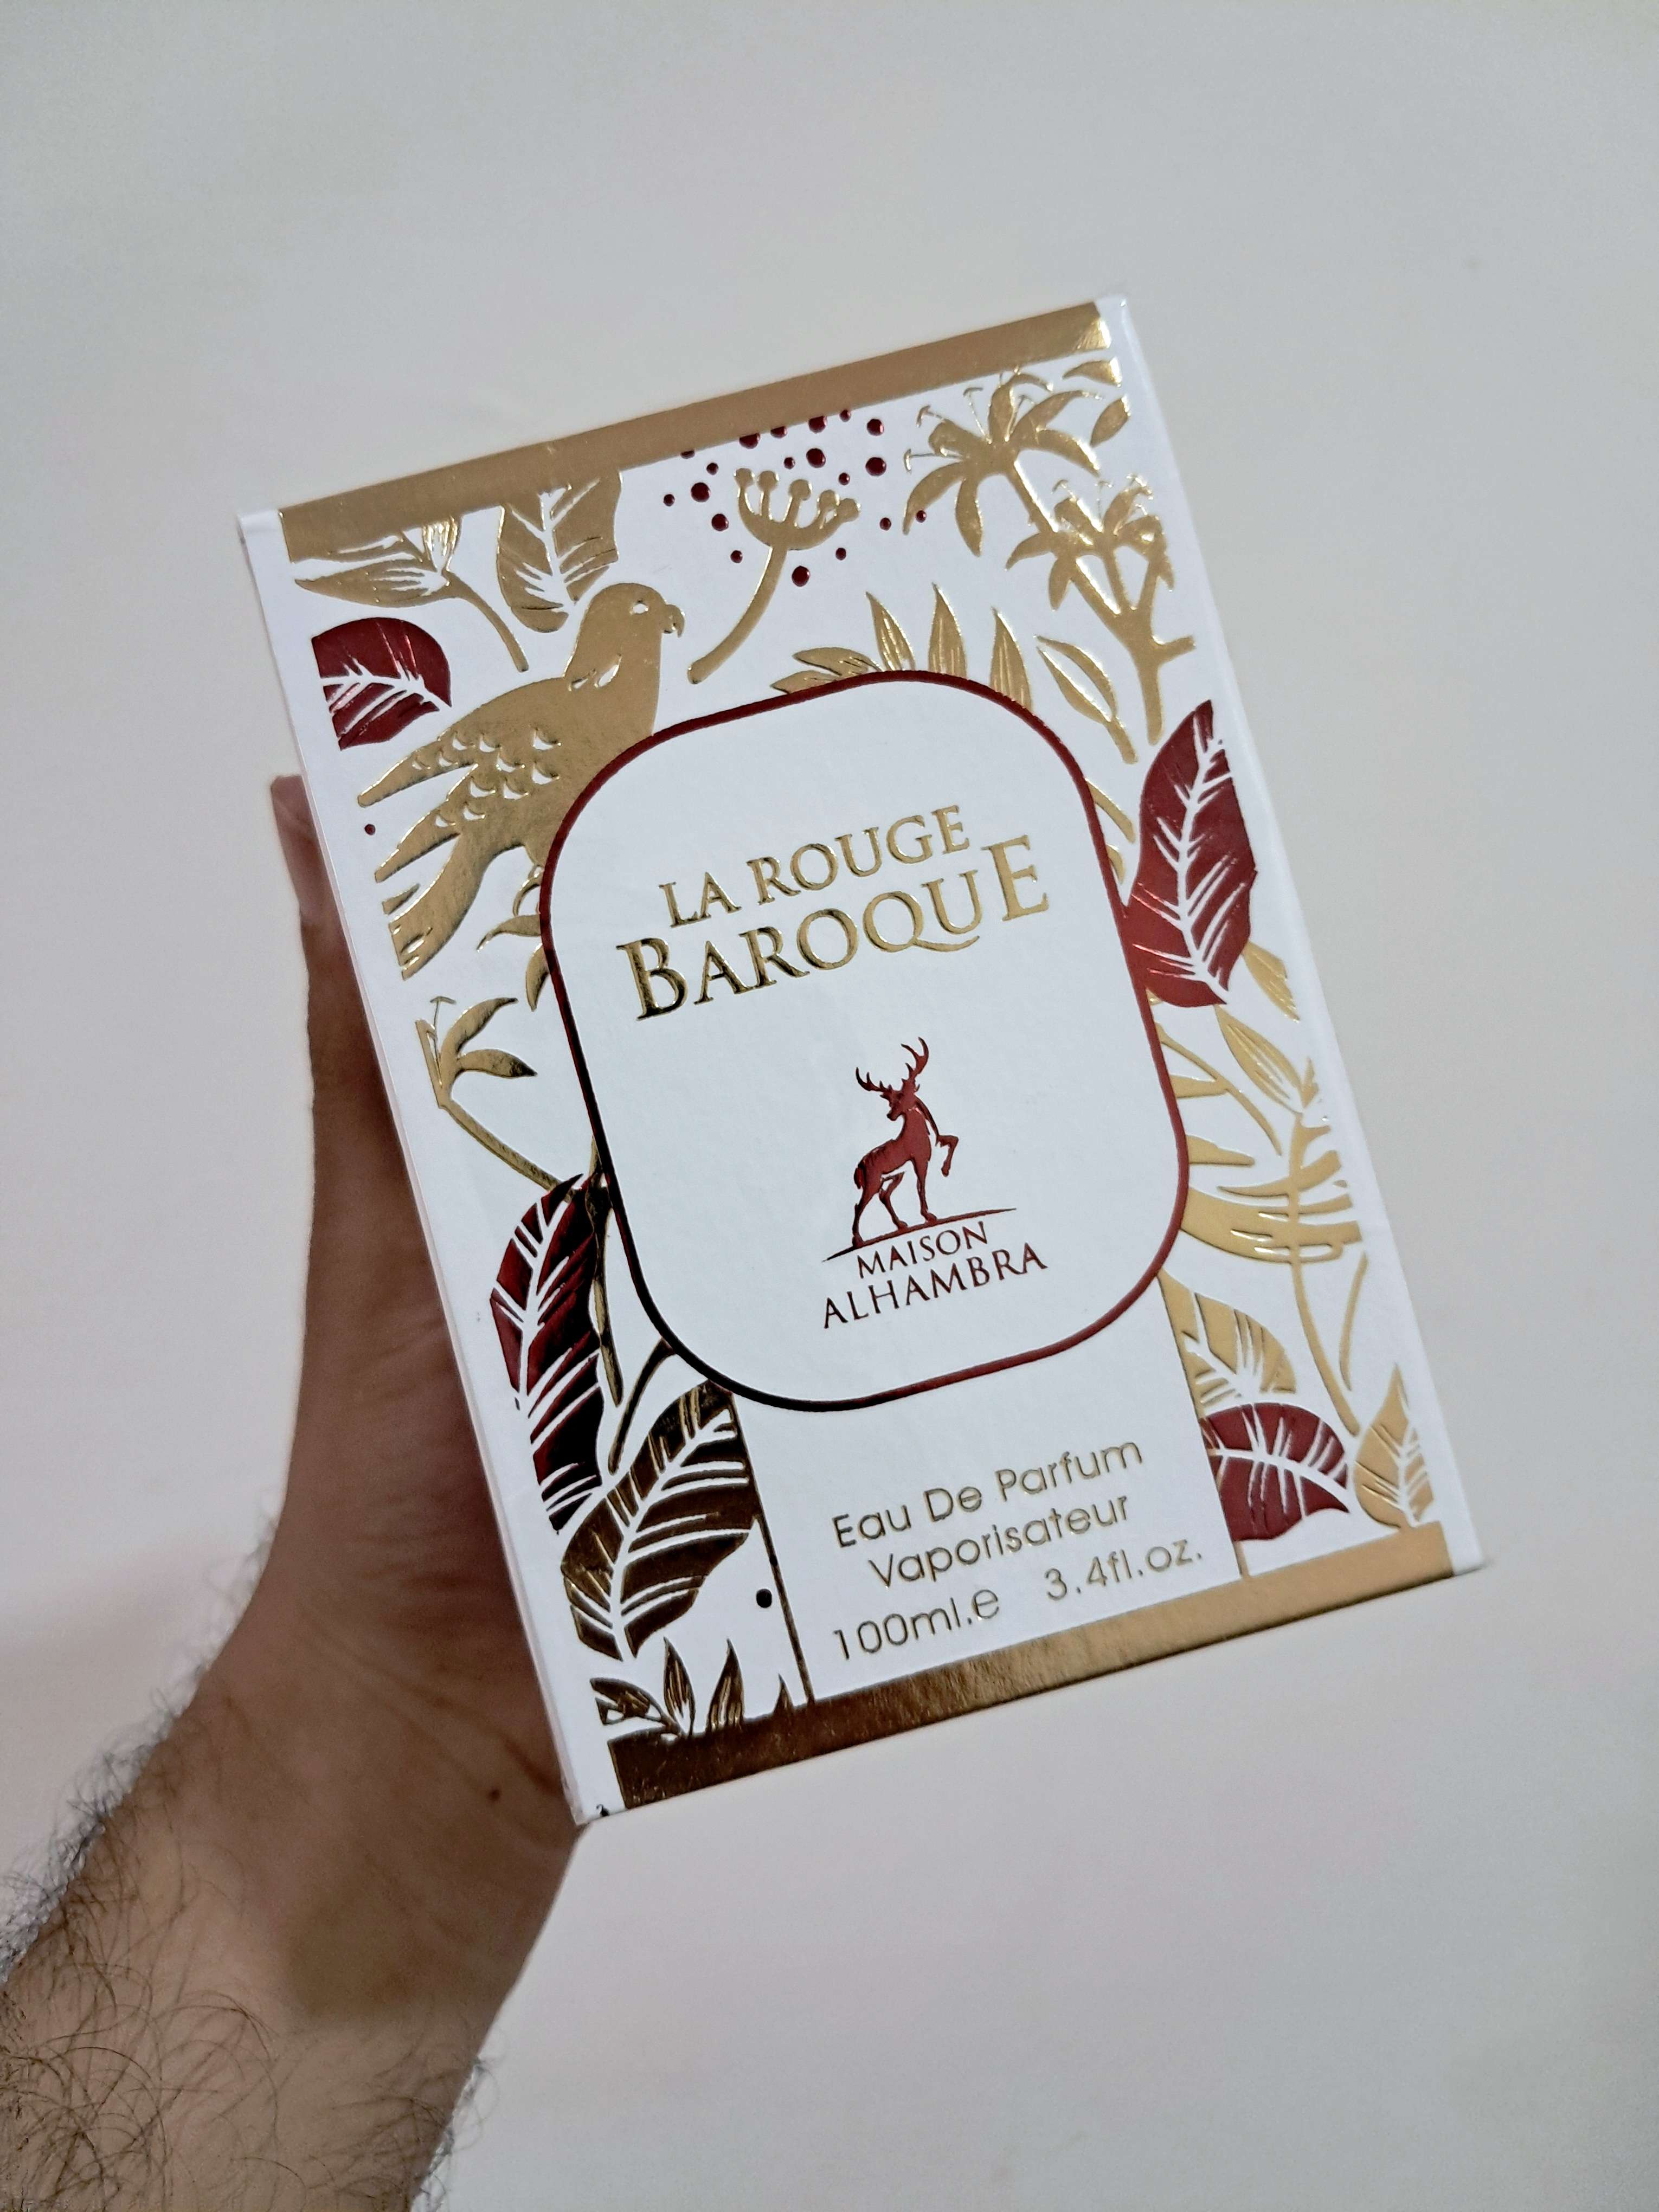 LA ROUGE
BAROQUE
MAISON
ALHAMBRA
Eau De Parfum
Vaporisateur
100ml.e 3.4fl.oz.